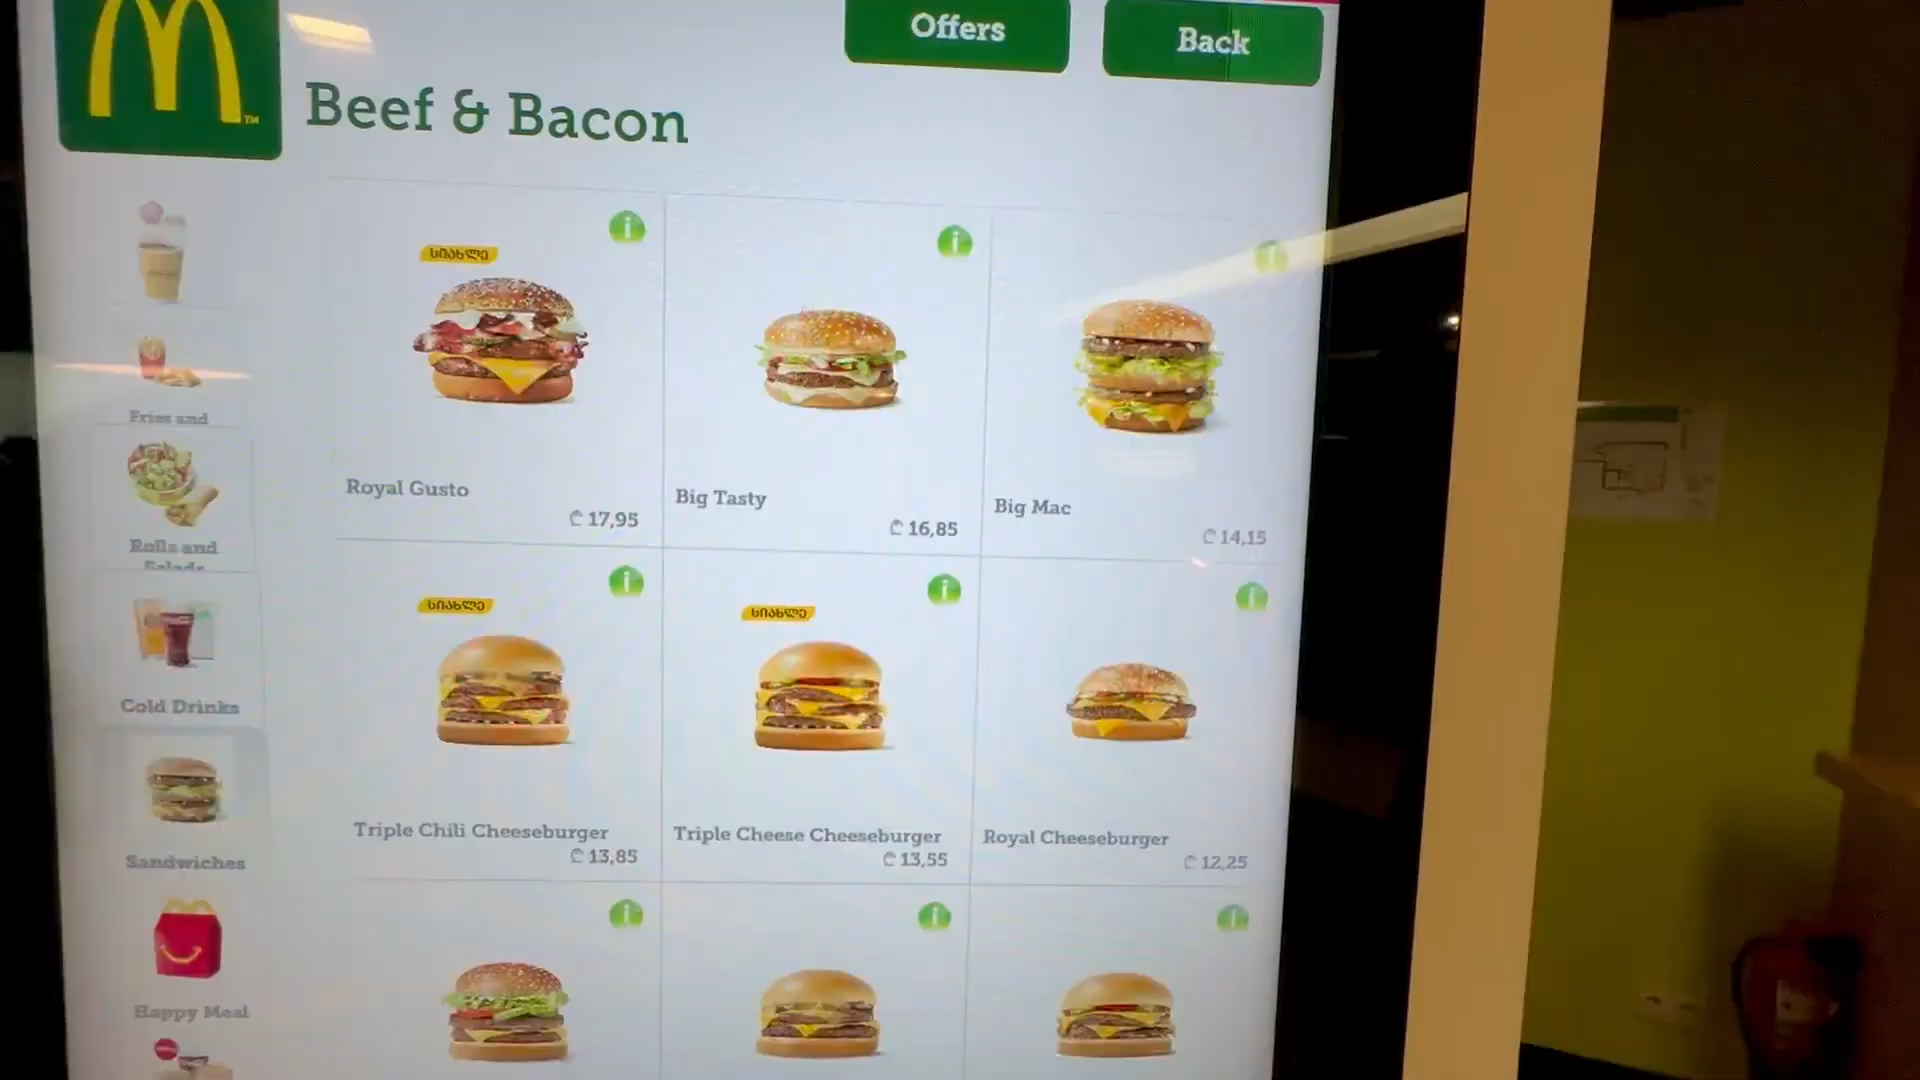 Offers
Back
M
™
Beef & Bacon
სიახლე
Royal Gusto
₾ 17,95
Big Tasty
₾ 16,85
Big Mac
₾ 14,15
Fries and
Rolls and
Salads
Cold Drinks
Sandwiches
Happy Meal
სიახლე
Triple Chili Cheeseburger
₾ 13,85
სიახლე
Triple Cheese Cheeseburger
₾ 13,55
Royal Cheeseburger
₾ 12,25